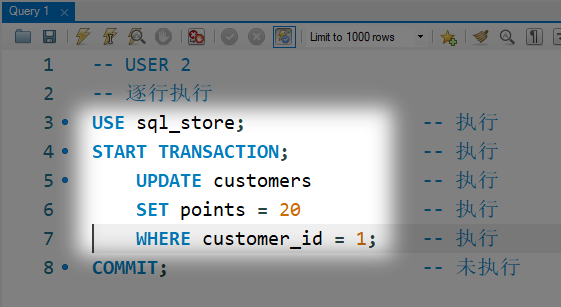 Query 1
Limit to 1000 rows
1 -- USER 2
2 -- 逐行执行
3 USE sql_store; -- 执行
4 START TRANSACTION; -- 执行
5 UPDATE customers -- 执行
6 SET points = 20 -- 执行
7 WHERE customer_id = 1; -- 执行
8 COMMIT; -- 未执行